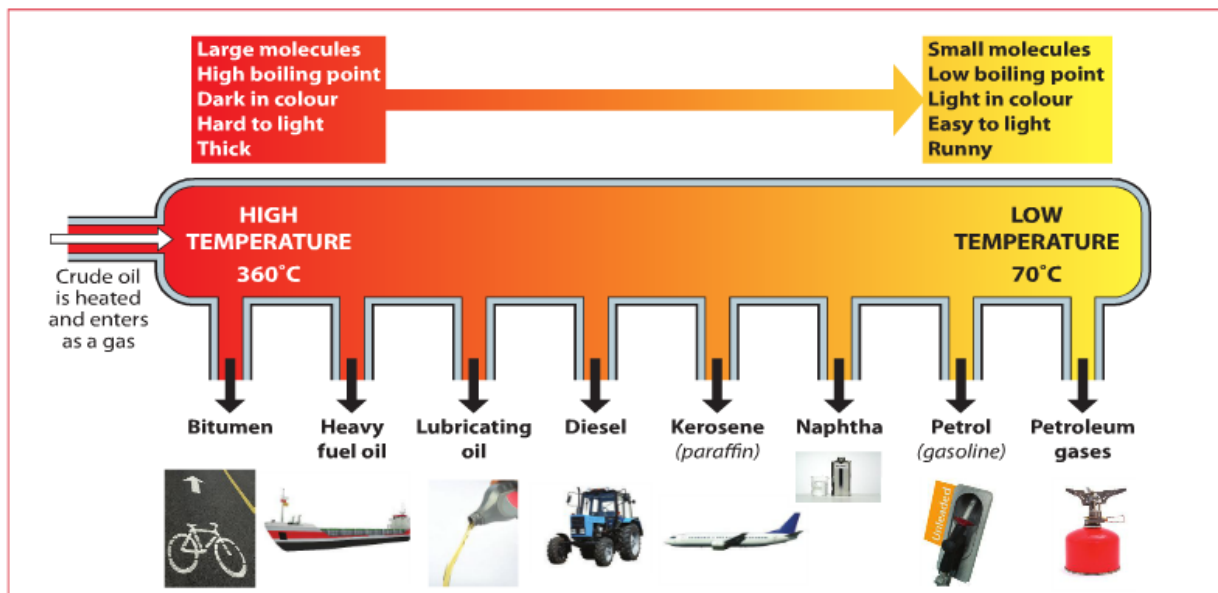 Large molecules
High boiling point
Dark in colour
Hard to light
Thick
Small molecules
Low boiling point
Light in colour
Easy to light
Runny
HIGH
TEMPERATURE
360˚C
LOW
TEMPERATURE
70˚C
Crude oil
is heated
and enters
as a gas
Bitumen
Heavy
fuel oil
Lubricating
oil
Diesel
Kerosene
(paraffin)
Naphtha
Petrol
(gasoline)
Petroleum
gases
Unleaded